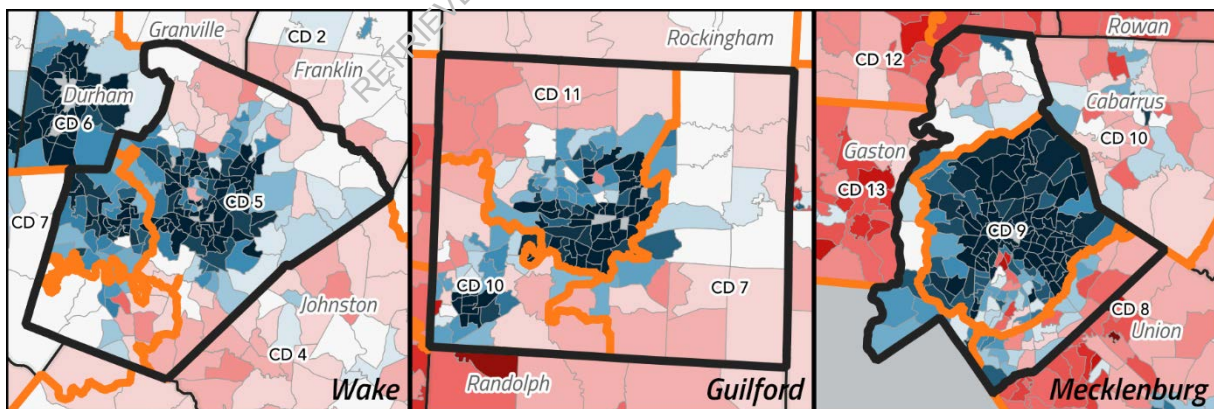 RETRIEVE
Granville
CD 2
Franklin
Durham
CD 6
CD 7
CD 5
Johnston
CD 4
Wake
Rockingham
CD 11
CD 10
CD 7
Randolph
Guilford
Rowan
CD 12
Cabarrus
CD 10
Gaston
CD 13
CD 9
CD 8
Union
Mecklenburg